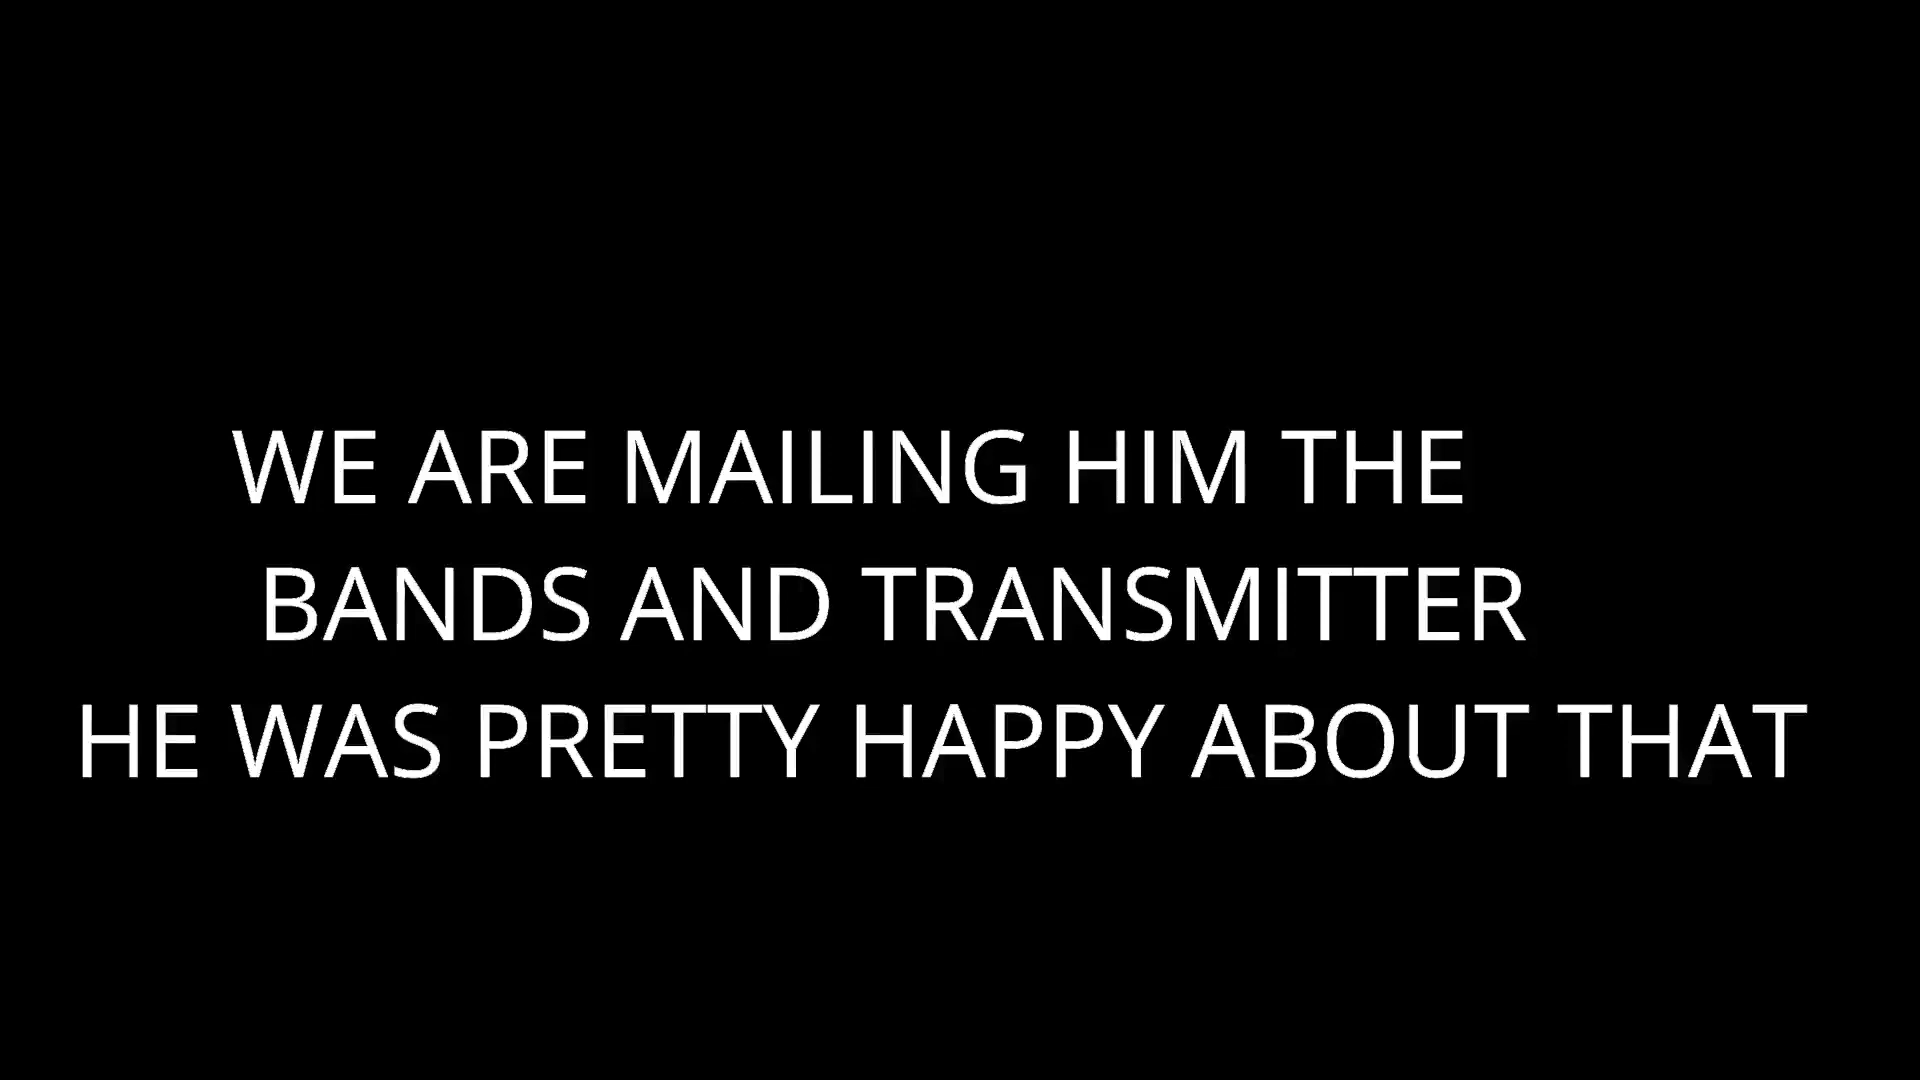 WE ARE MAILING HIM THE
BANDS AND TRANSMITTER
HE WAS PRETTY HAPPY ABOUT THAT